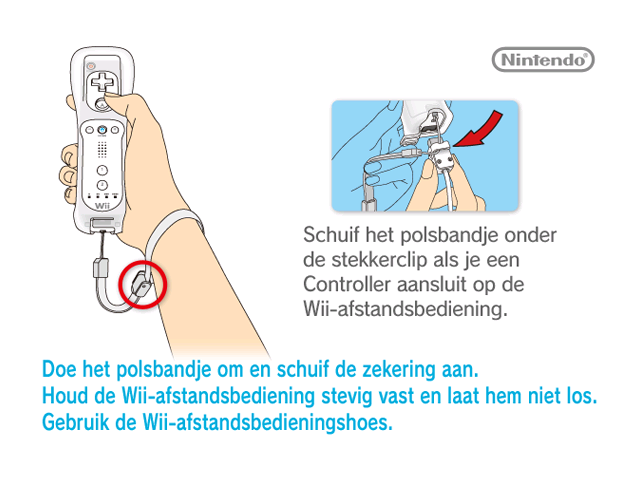 Nintendo®
Schuif het polsbandje onder
de stekkerclip als je een
Controller aansluit op de
Wii-afstandsbediening.
Wii
Doe het polsbandje om en schuif de zekering aan.
Houd de Wii-afstandsbediening stevig vast en laat hem niet los.
Gebruik de Wii-afstandsbedieningshoes.